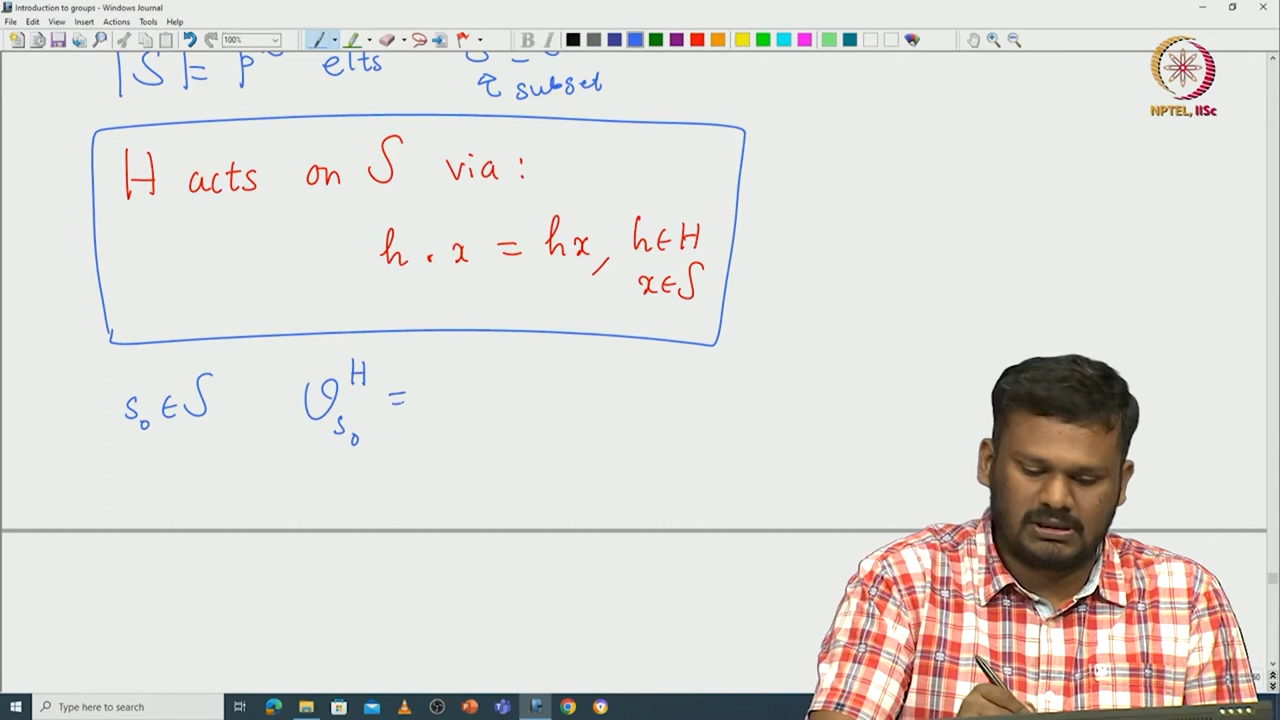 Introduction to groups - Windows Journal
File Edit View Insert Actions Tools Help
100%
B I
NPTEL, IISc
|S| = p elts
subset
H acts on S via :
h . x = hx, h∈H
x∈S
s₀ ∈ S O_{s₀}^H =
Type here to search